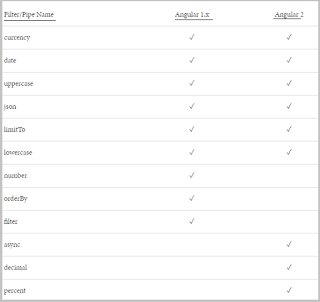 Filter/Pipe Name Angular 1.x Angular 2
currency ✓ ✓
date ✓ ✓
uppercase ✓ ✓
json ✓ ✓
limitTo ✓ ✓
lowercase ✓ ✓
number ✓
orderBy ✓
filter ✓
async ✓
decimal ✓
percent ✓